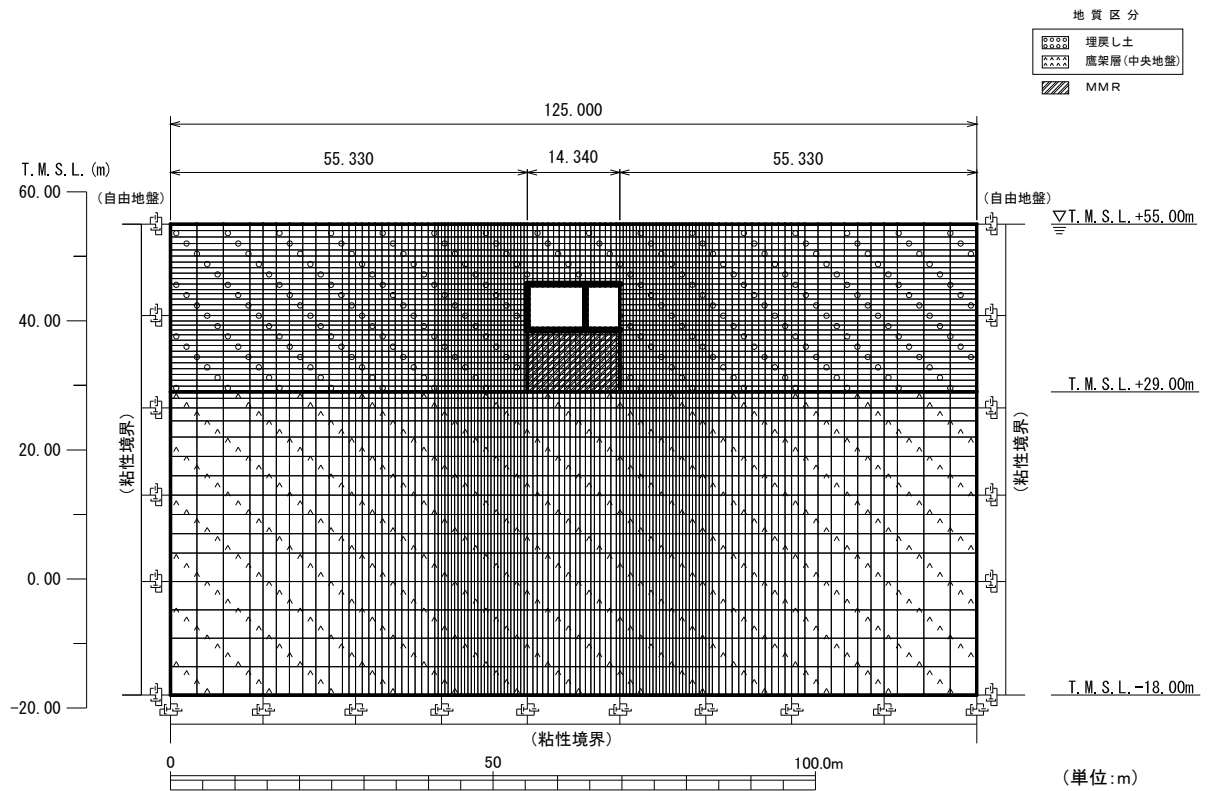 地 質 区 分
埋戻し土
鷹架層(中央地盤)
MMR
125.000
55.330
14.340
55.330
T.M.S.L.(m)
60.00
(自由地盤)
(自由地盤)
▽T.M.S.L.+55.00m
40.00
T.M.S.L.+29.00m
20.00
(粘性境界)
(粘性境界)
0.00
-20.00
T.M.S.L.-18.00m
(粘性境界)
0
50
100.0m
(単位:m)